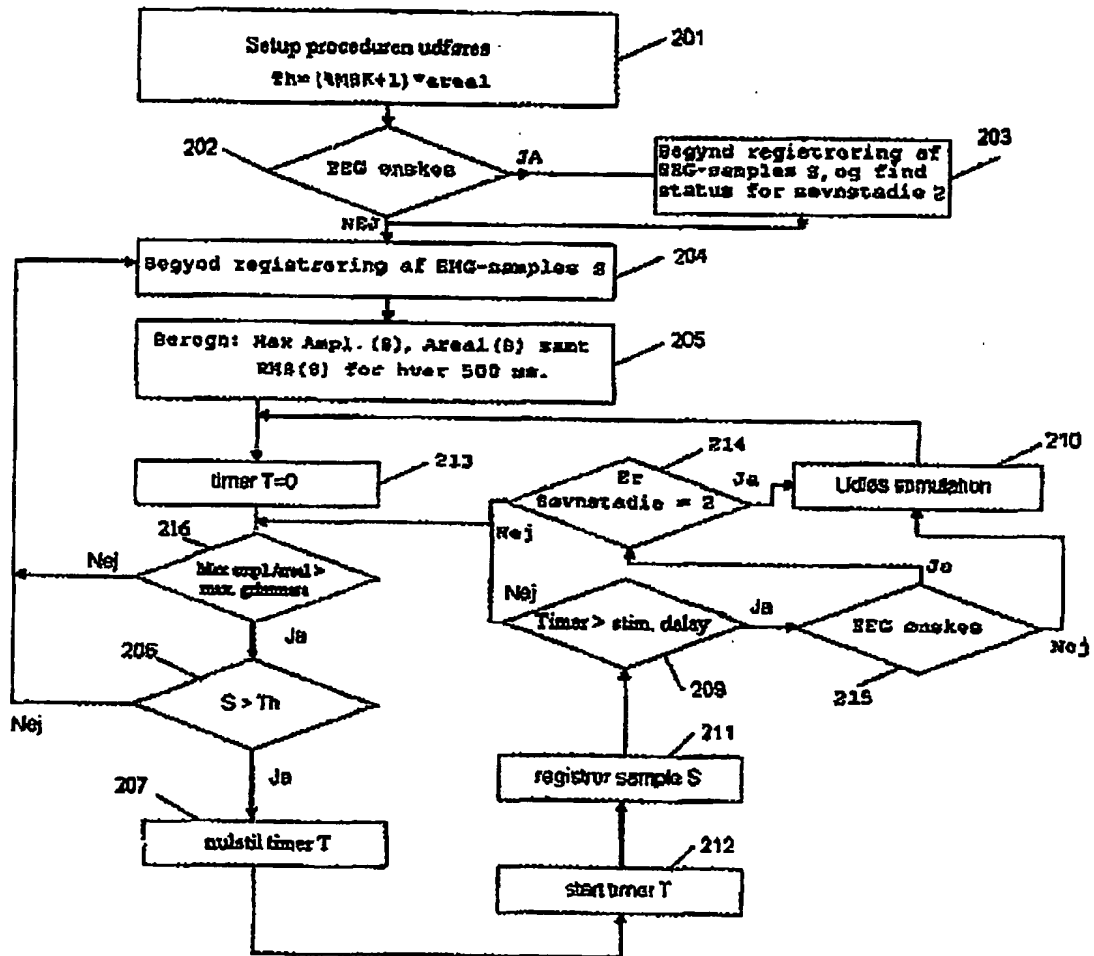 Setup proceduren udføres
201
Th=(%MSK+1)*areal
202
EEG ønskes
JA
NEJ
203
Begynd registrering af
EEG-samples S, og find
status for søvnstadie 2
Begynd registrering af EMG-samples S
204
Beregn: Max Ampl.(S), Areal(S) samt
RMS(S) for hver 500 ms.
205
timer T=0
213
214
Er
Søvnstadie = 2
Ja
Nej
210
Udløs stimulation
216
Nej
Max ampl./areal >
max. grimasse
Ja
Nej
Timer > stim. delay
Ja
209
Ja
EEG ønskes
Nej
215
206
S > Th
Nej
Ja
207
nulstil timer T
211
registrer sample S
212
start timer T